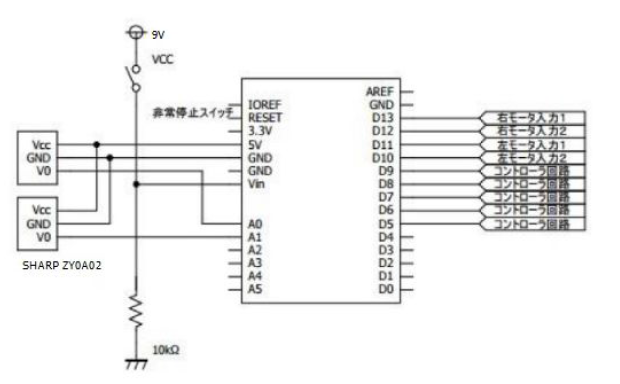 9V
VCC
非常停止スイッチ
IOREF
RESET
3.3V
5V
GND
GND
Vin
A0
A1
A2
A3
A4
A5
AREF
GND
D13
D12
D11
D10
D9
D8
D7
D6
D5
D4
D3
D2
D1
D0
右モータ入力1
右モータ入力2
左モータ入力1
左モータ入力2
コントローラ回路
コントローラ回路
コントローラ回路
コントローラ回路
コントローラ回路
Vcc
GND
V0
Vcc
GND
V0
SHARP ZY0A02
10kΩ